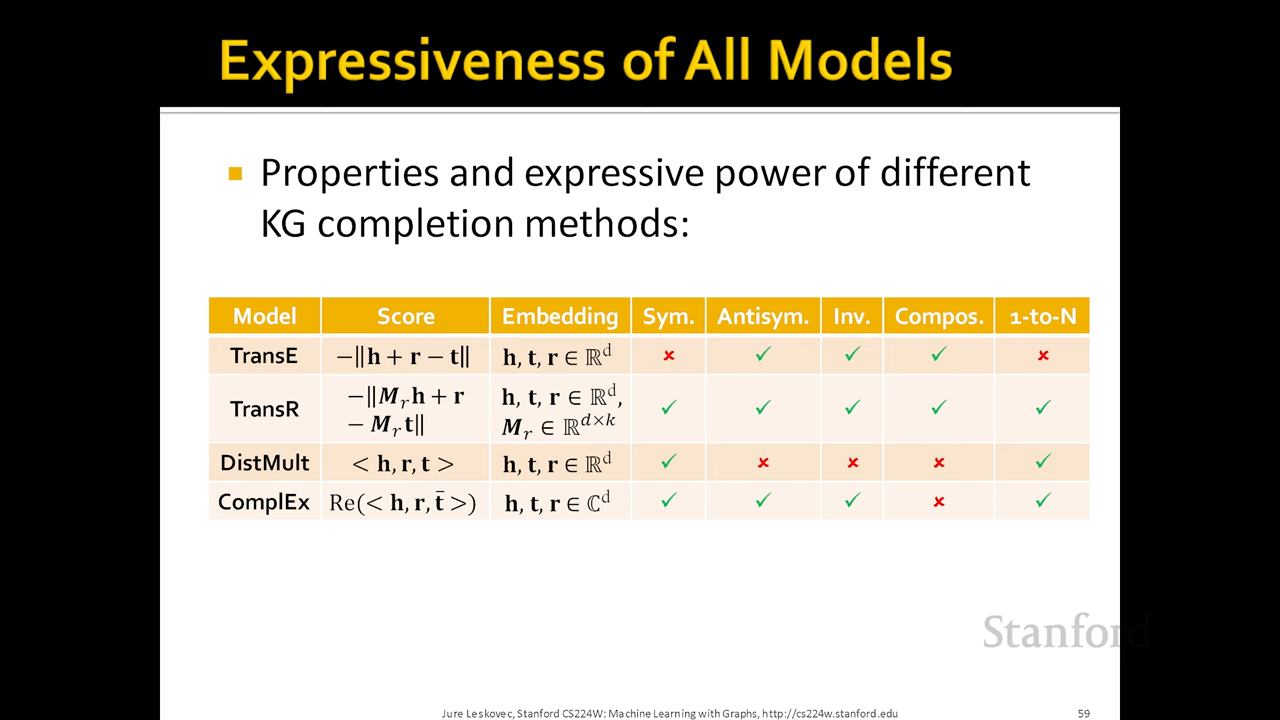 Expressiveness of All Models
▪ Properties and expressive power of different
KG completion methods:
Model Score Embedding Sym. Antisym. Inv. Compos. 1-to-N
TransE −‖h + r − t‖ h, t, r ∈ ℝᵈ ✗ ✓ ✓ ✓ ✗
TransR −‖M_r h + r − M_r t‖ h, t, r ∈ ℝᵈ, M_r ∈ ℝ^{d×k} ✓ ✓ ✓ ✓ ✓
DistMult < h, r, t > h, t, r ∈ ℝᵈ ✓ ✗ ✗ ✗ ✓
ComplEx Re(< h, r, t̄ >) h, t, r ∈ ℂᵈ ✓ ✓ ✓ ✗ ✓
Stanford
Jure Leskovec, Stanford CS224W: Machine Learning with Graphs, http://cs224w.stanford.edu 59